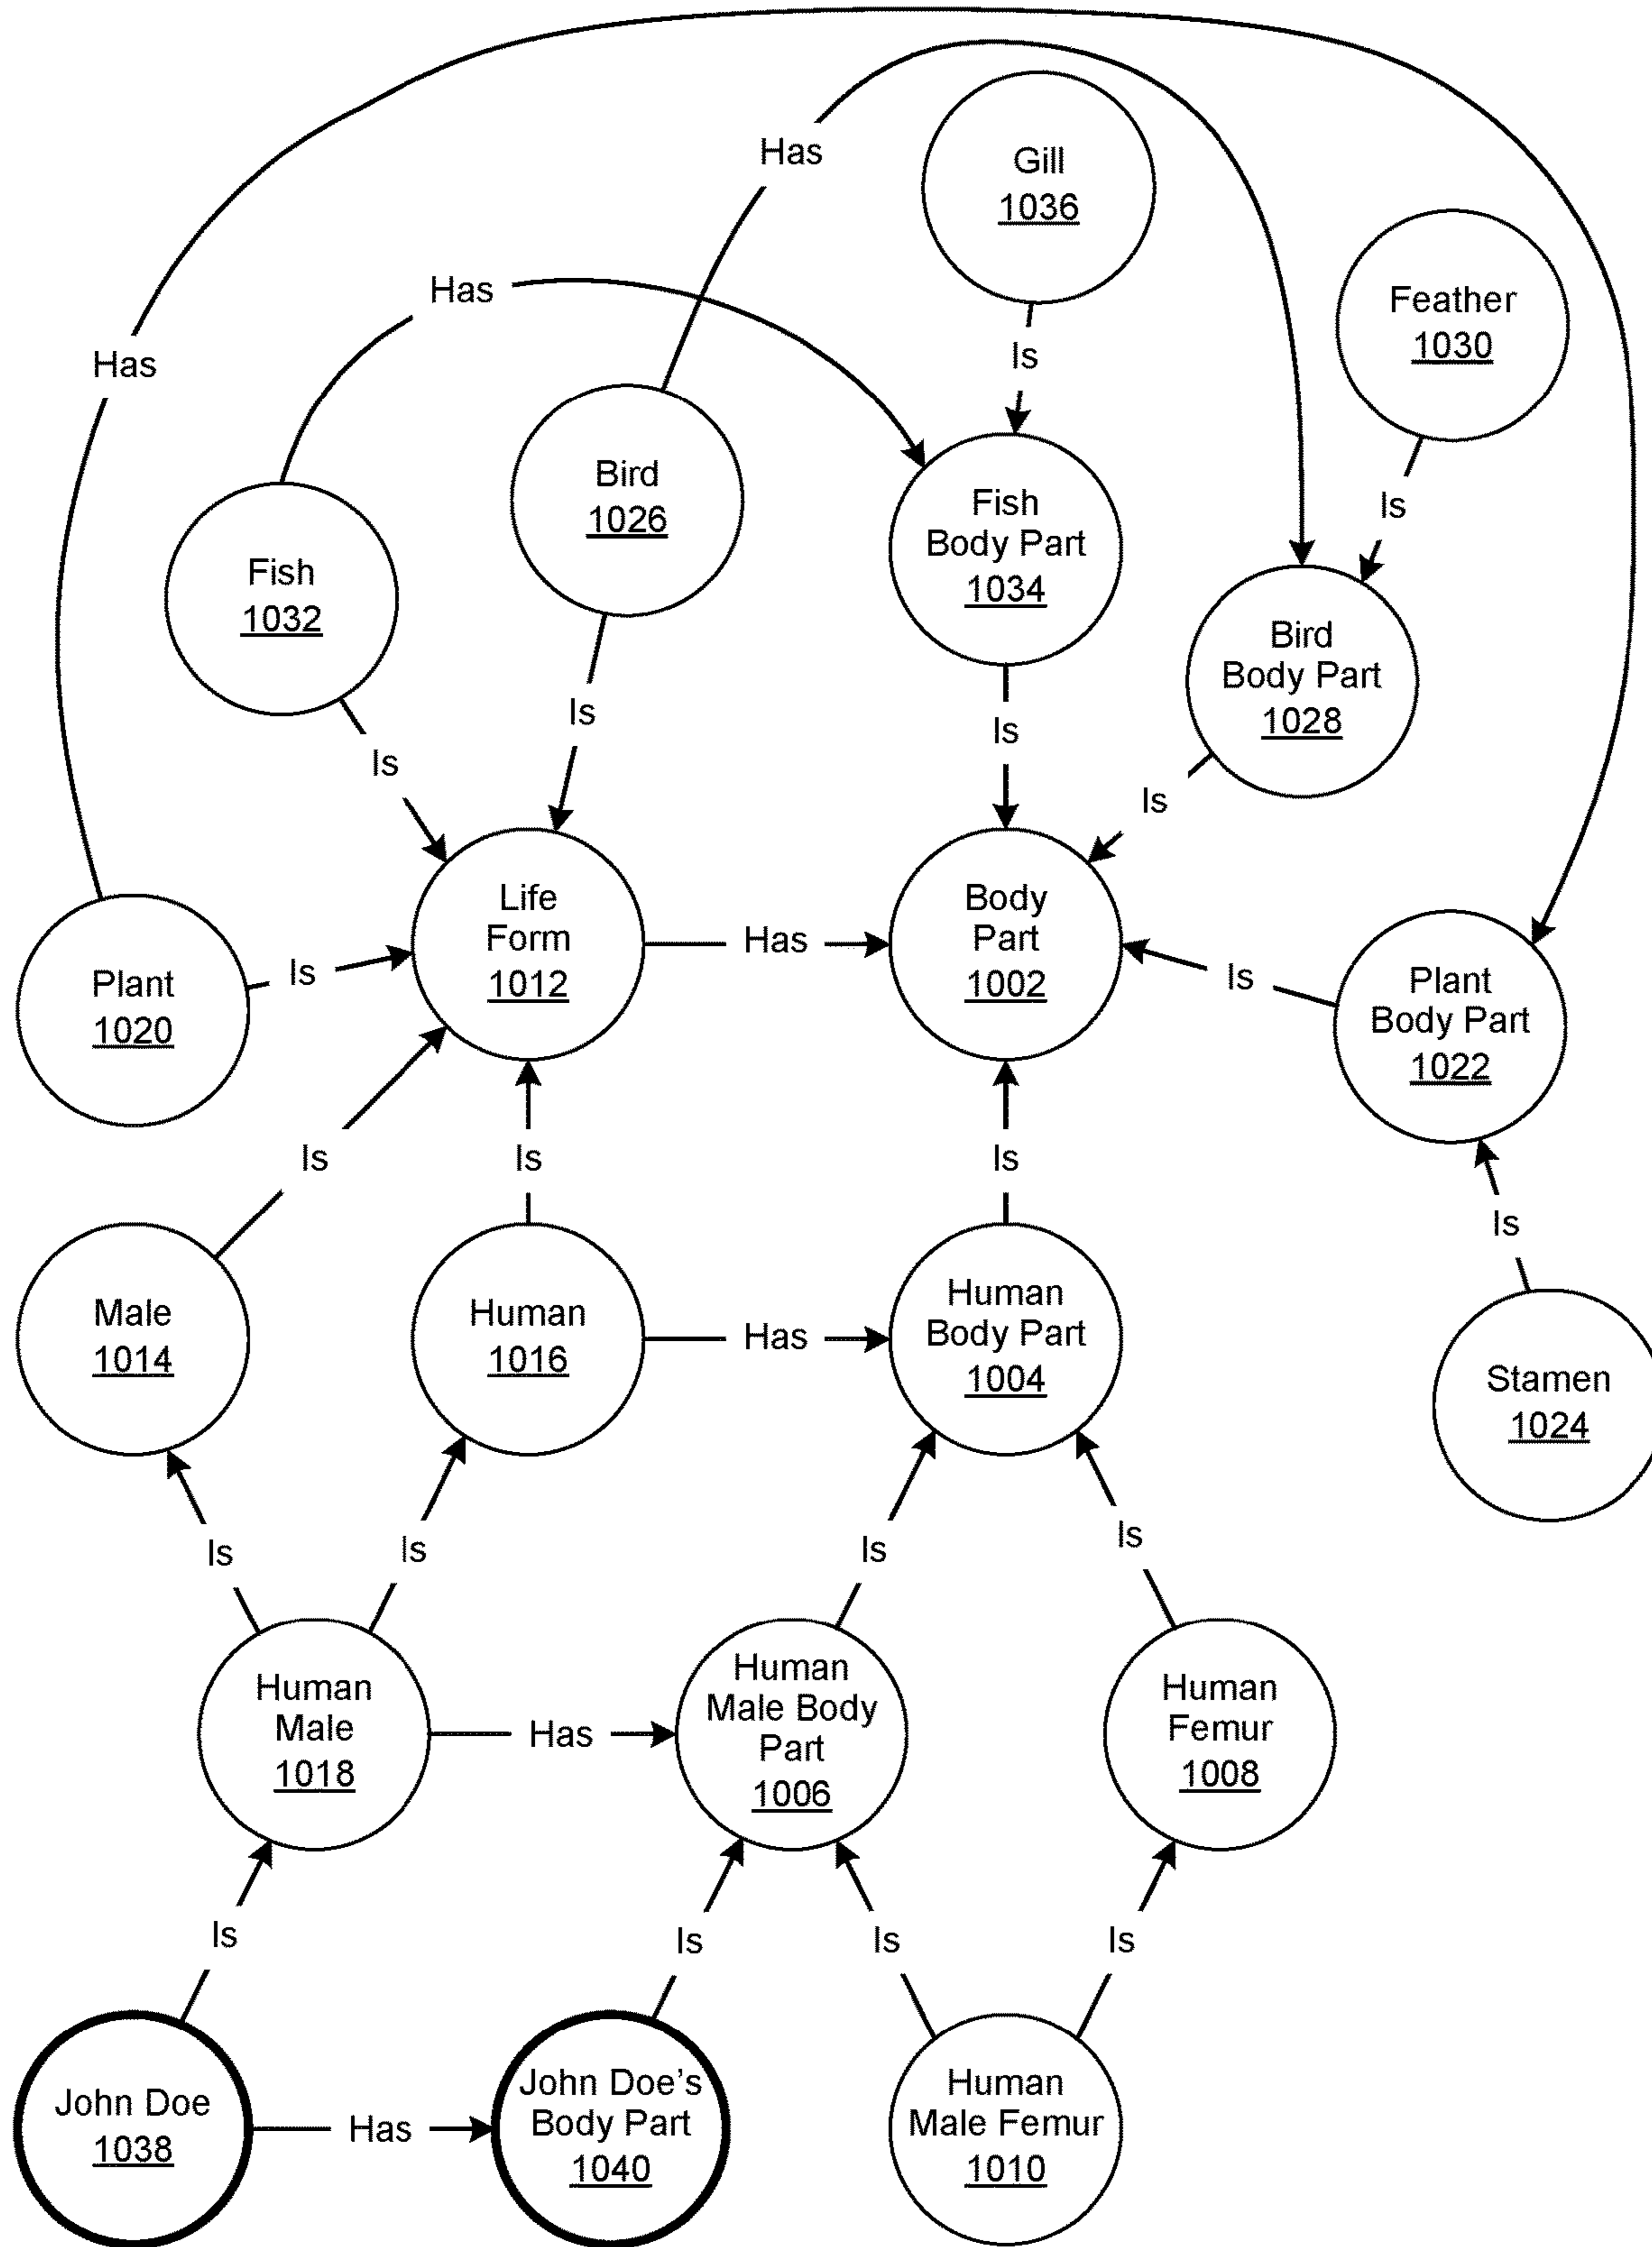 Has
Gill
1036
Feather
1030
Has
Is
Has
Bird
1026
Fish
Body Part
1034
Is
Fish
1032
Bird
Body Part
1028
Is
Is
Is
Is
Life
Form
1012
Has
Body
Part
1002
Plant
1020
Is
Is
Plant
Body Part
1022
Is
Is
Is
Is
Male
1014
Human
1016
Has
Human
Body Part
1004
Stamen
1024
Is
Is
Is
Is
Human
Male
1018
Has
Human
Male Body
Part
1006
Human
Femur
1008
Is
Is
Is
Is
John Doe
1038
Has
John Doe’s
Body Part
1040
Human
Male Femur
1010